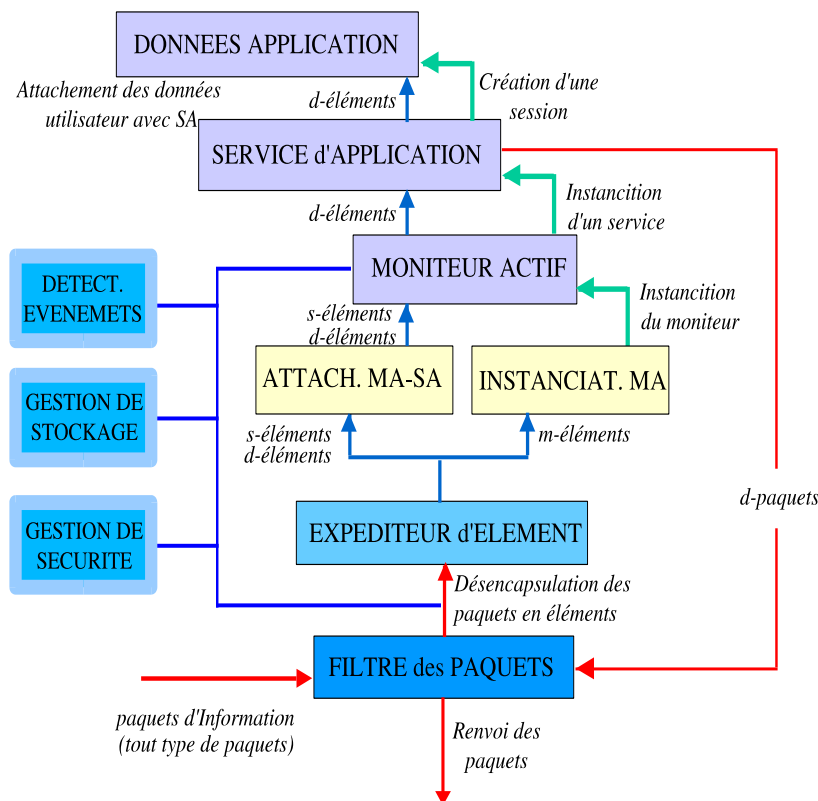 DONNEES APPLICATION
Attachement des données
utilisateur avec SA
d-éléments
Création d'une
session
SERVICE d'APPLICATION
d-éléments
Instancition
d'un service
DETECT.
EVENEMETS
MONITEUR ACTIF
s-éléments
d-éléments
Instancition
du moniteur
GESTION DE
STOCKAGE
ATTACH. MA-SA
INSTANCIAT. MA
s-éléments
d-éléments
m-éléments
d-paquets
GESTION DE
SECURITE
EXPEDITEUR d'ELEMENT
Désencapsulation des
paquets en éléments
FILTRE des PAQUETS
paquets d'Information
(tout type de paquets)
Renvoi des
paquets